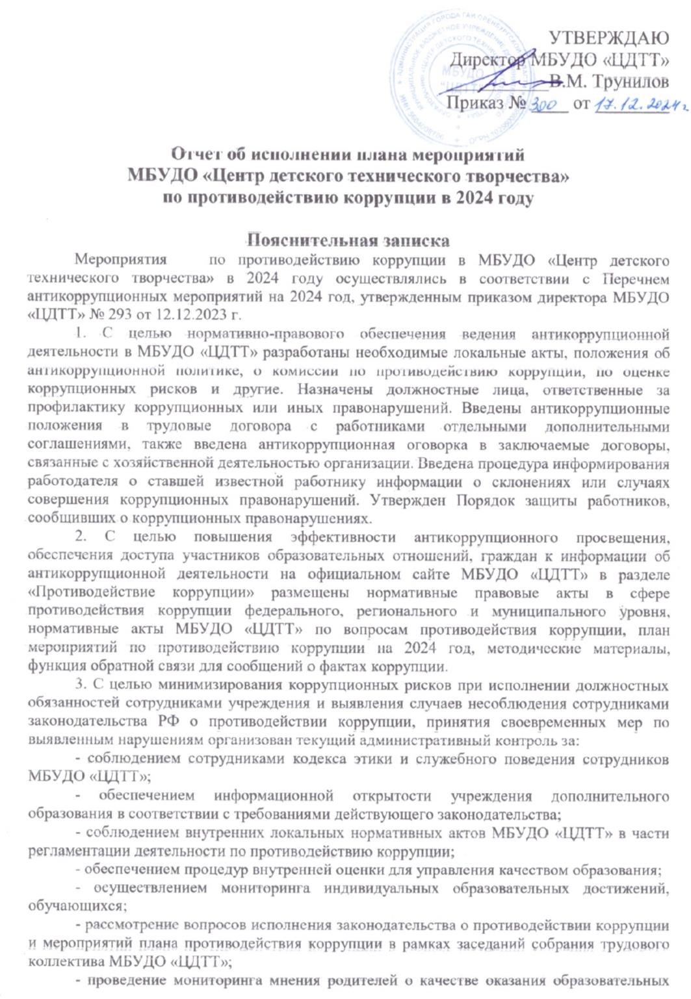 УТВЕРЖДАЮ
Директор МБУДО «ЦДТТ»
В.М. Трунилов
Приказ № 300 от 17.12.2024 г
МБУДО
"ЦДТТ"
Отчет об исполнении плана мероприятий
МБУДО «Центр детского технического творчества»
по противодействию коррупции в 2024 году
Пояснительная записка
Мероприятия по противодействию коррупции в МБУДО «Центр детского
технического творчества» в 2024 году осуществлялись в соответствии с Перечнем
антикоррупционных мероприятий на 2024 год, утвержденным приказом директора МБУДО
«ЦДТТ» № 293 от 12.12.2023 г.
1. С целью нормативно-правового обеспечения ведения антикоррупционной
деятельности в МБУДО «ЦДТТ» разработаны необходимые локальные акты, положения об
антикоррупционной политике, о комиссии по противодействию коррупции, по оценке
коррупционных рисков и другие. Назначены должностные лица, ответственные за
профилактику коррупционных или иных правонарушений. Введены антикоррупционные
положения в трудовые договора с работниками отдельными дополнительными
соглашениями, также введена антикоррупционная оговорка в заключаемые договоры,
связанные с хозяйственной деятельностью организации. Введена процедура информирования
работодателя о ставшей известной работнику информации о склонениях или случаях
совершения коррупционных правонарушений. Утвержден Порядок защиты работников,
сообщивших о коррупционных правонарушениях.
2. С целью повышения эффективности антикоррупционного просвещения,
обеспечения доступа участников образовательных отношений, граждан к информации об
антикоррупционной деятельности на официальном сайте МБУДО «ЦДТТ» в разделе
«Противодействие коррупции» размещены нормативные правовые акты в сфере
противодействия коррупции федерального, регионального и муниципального уровня,
нормативные акты МБУДО «ЦДТТ» по вопросам противодействия коррупции, план
мероприятий по противодействию коррупции на 2024 год, методические материалы,
функция обратной связи для сообщений о фактах коррупции.
3. С целью минимизирования коррупционных рисков при исполнении должностных
обязанностей сотрудниками учреждения и выявления случаев несоблюдения сотрудниками
законодательства РФ о противодействии коррупции, принятия своевременных мер по
выявленным нарушениям организован текущий административный контроль за:
- соблюдением сотрудниками кодекса этики и служебного поведения сотрудников
МБУДО «ЦДТТ»;
- обеспечением информационной открытости учреждения дополнительного
образования в соответствии с требованиями действующего законодательства;
- соблюдением внутренних локальных нормативных актов МБУДО «ЦДТТ» в части
регламентации деятельности по противодействию коррупции;
- обеспечением процедур внутренней оценки для управления качеством образования;
- осуществлением мониторинга индивидуальных образовательных достижений,
обучающихся;
- рассмотрение вопросов исполнения законодательства о противодействии коррупции
и мероприятий плана противодействия коррупции в рамках заседаний собрания трудового
коллектива МБУДО «ЦДТТ»;
- проведение мониторинга мнения родителей о качестве оказания образовательных